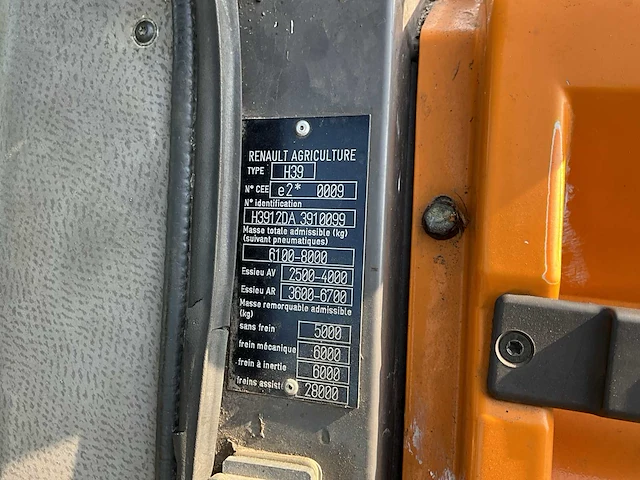 RENAULT AGRICULTURE
TYPE H39
N° CEE e2* 0009
N° identification
H3912DA 3910099
Masse totale admissible (kg)
(suivant pneumatiques)
6100-8000
Essieu AV 2500-4000
Essieu AR 3600-6700
Masse remorquable admissible
(kg)
sans frein 5000
frein mécanique 6000
frein à inertie 6000
freins assist 28000